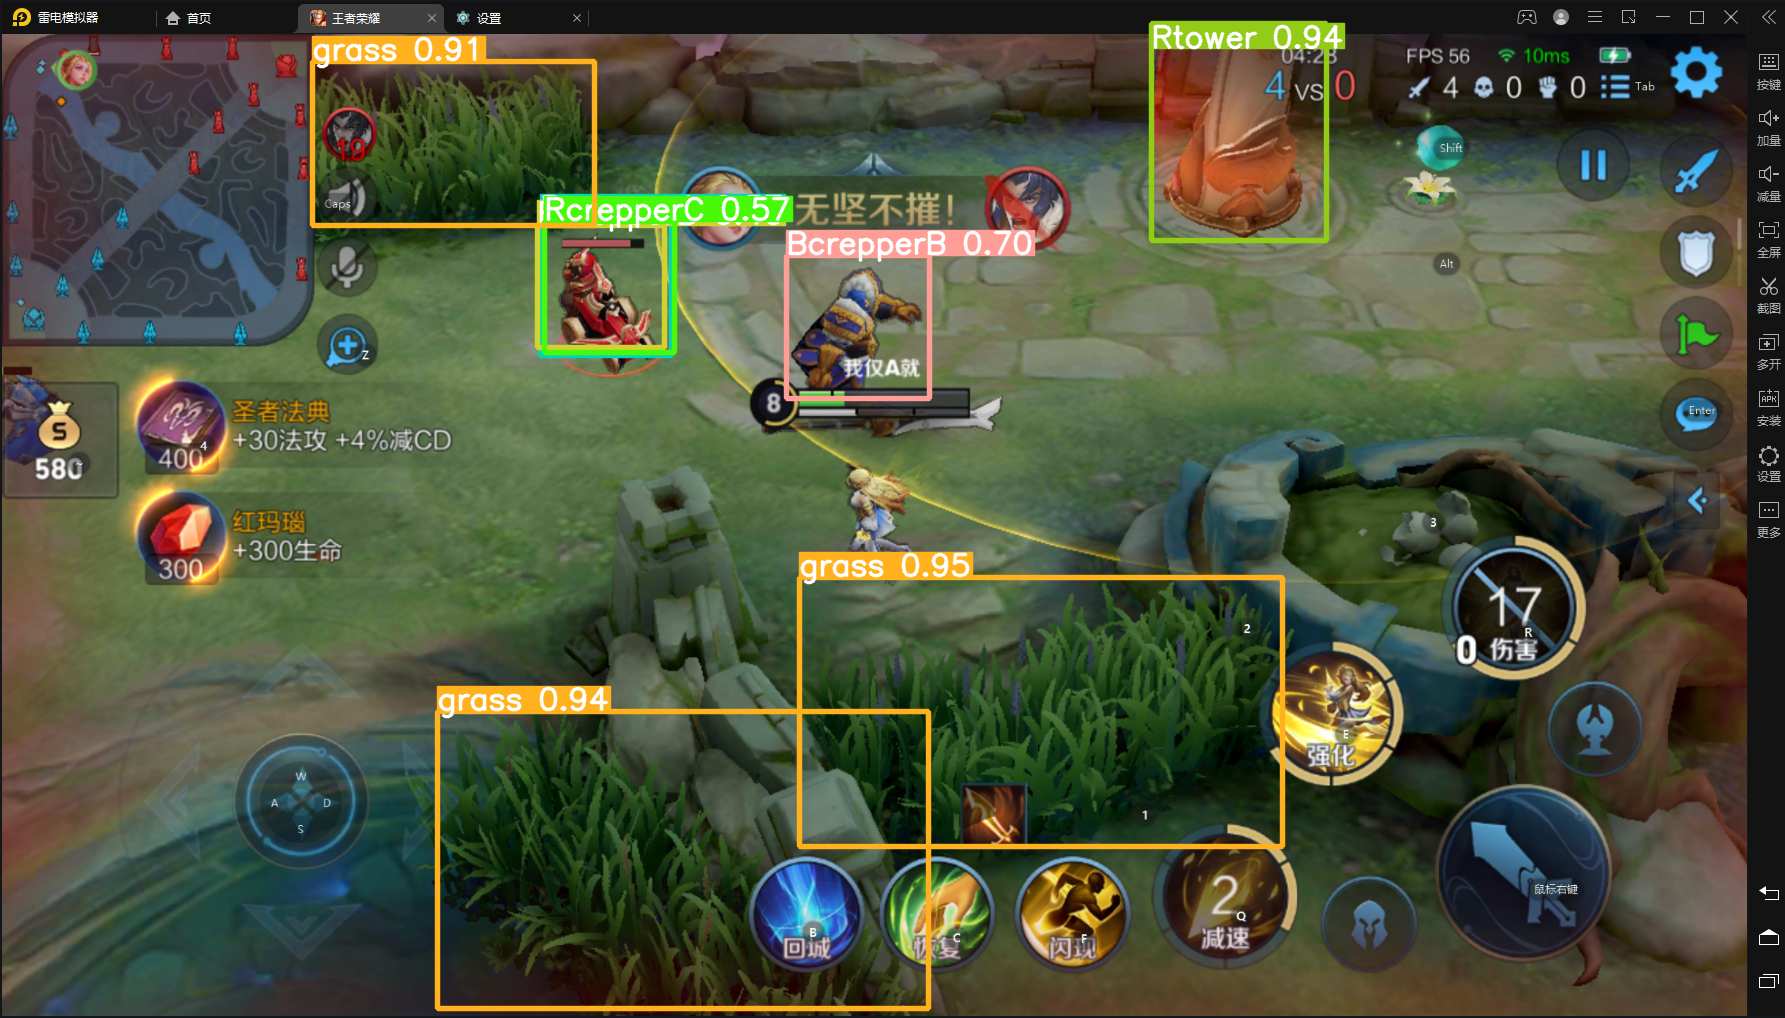 雷电模拟器
首页
王者荣耀
设置
grass 0.91
Rtower 0.94
04:23
4 VS 0
FPS 56
10ms
4
0
0
Tab
按键
加量
减量
全屏
截图
多开
安装
设置
更多
19
Caps
Shift
Alt
RcrepperC 0.57
无坚不摧!
BcrepperB 0.70
我仅A就
8
Z
圣者法典
+30法攻 +4%减CD
400
4
580
红玛瑙
+300生命
300
Enter
APK
3
grass 0.95
2
17
R
0 伤害
grass 0.94
E
强化
W
A
D
S
1
B
回城
C
恢复
F
闪现
2
Q
减速
鼠标右键